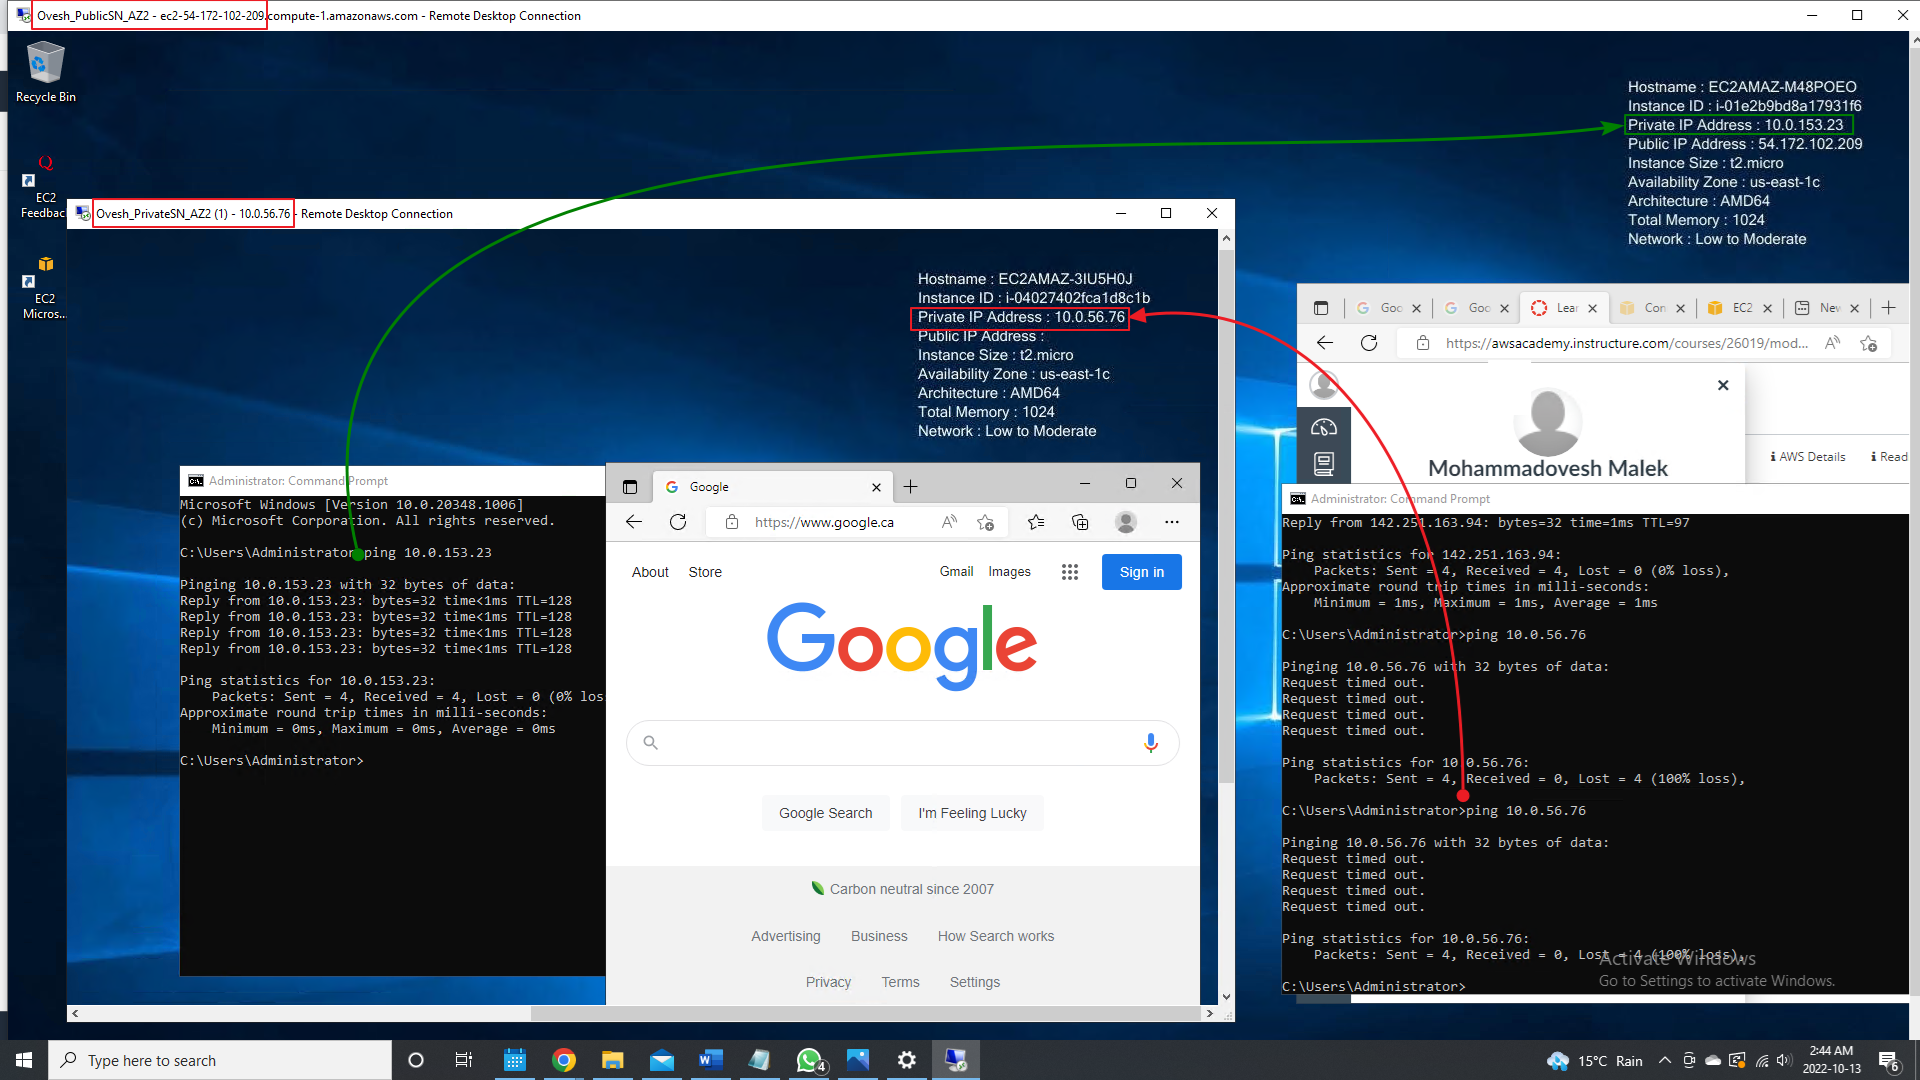 Ovesh_PublicSN_AZ2 - ec2-54-172-102-209.compute-1.amazonaws.com - Remote Desktop Connection
Recycle Bin
EC2
Feedbac
EC2
Micros...
Hostname : EC2AMAZ-M48POEO
Instance ID : i-01e2b9bd8a17931f6
Private IP Address : 10.0.153.23
Public IP Address : 54.172.102.209
Instance Size : t2.micro
Availability Zone : us-east-1c
Architecture : AMD64
Total Memory : 1024
Network : Low to Moderate
Ovesh_PrivateSN_AZ2 (1) - 10.0.56.76 - Remote Desktop Connection
Hostname : EC2AMAZ-3IU5H0J
Instance ID : i-04027402fca1d8c1b
Private IP Address : 10.0.56.76
Public IP Address :
Instance Size : t2.micro
Availability Zone : us-east-1c
Architecture : AMD64
Total Memory : 1024
Network : Low to Moderate
Administrator: Command Prompt
Microsoft Windows [Version 10.0.20348.1006]
(c) Microsoft Corporation. All rights reserved.
C:\Users\Administrator>ping 10.0.153.23
Pinging 10.0.153.23 with 32 bytes of data:
Reply from 10.0.153.23: bytes=32 time<1ms TTL=128
Reply from 10.0.153.23: bytes=32 time<1ms TTL=128
Reply from 10.0.153.23: bytes=32 time<1ms TTL=128
Reply from 10.0.153.23: bytes=32 time<1ms TTL=128
Ping statistics for 10.0.153.23:
Packets: Sent = 4, Received = 4, Lost = 0 (0% los
Approximate round trip times in milli-seconds:
Minimum = 0ms, Maximum = 0ms, Average = 0ms
C:\Users\Administrator>
Google
https://www.google.ca
About Store Gmail Images Sign in
Google
Google Search I'm Feeling Lucky
Carbon neutral since 2007
Advertising Business How Search works
Privacy Terms Settings
Goo Goo Lear Con EC2 New
https://awsacademy.instructure.com/courses/26019/mod...
Mohammadovesh Malek
AWS Details Read
Administrator: Command Prompt
Reply from 142.251.163.94: bytes=32 time=1ms TTL=97
Ping statistics for 142.251.163.94:
Packets: Sent = 4, Received = 4, Lost = 0 (0% loss),
Approximate round trip times in milli-seconds:
Minimum = 1ms, Maximum = 1ms, Average = 1ms
C:\Users\Administrator>ping 10.0.56.76
Pinging 10.0.56.76 with 32 bytes of data:
Request timed out.
Request timed out.
Request timed out.
Request timed out.
Ping statistics for 10.0.56.76:
Packets: Sent = 4, Received = 0, Lost = 4 (100% loss),
C:\Users\Administrator>ping 10.0.56.76
Pinging 10.0.56.76 with 32 bytes of data:
Request timed out.
Request timed out.
Request timed out.
Request timed out.
Ping statistics for 10.0.56.76:
Packets: Sent = 4, Received = 0, Lost = 4 (100% loss),
C:\Users\Administrator>
Activate Windows
Go to Settings to activate Windows.
Type here to search
4
15°C Rain
2:44 AM
2022-10-13
6